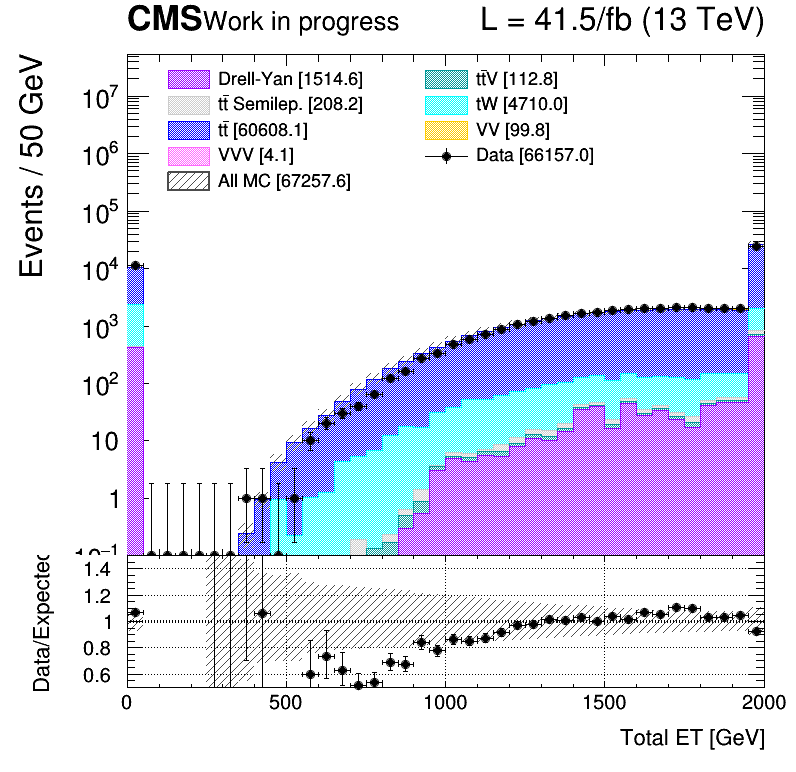 CMS Work in progress L = 41.5/fb (13 TeV)
Events / 50 GeV
Drell-Yan [1514.6]
tt̄ Semilep. [208.2]
tt̄ [60608.1]
VVV [4.1]
All MC [67257.6]
tt̄V [112.8]
tW [4710.0]
VV [99.8]
Data [66157.0]
10⁷
10⁶
10⁵
10⁴
10³
10²
10
1
10⁻¹
Data/Expected
1.4
1.2
1
0.8
0.6
0 500 1000 1500 2000
Total ET [GeV]